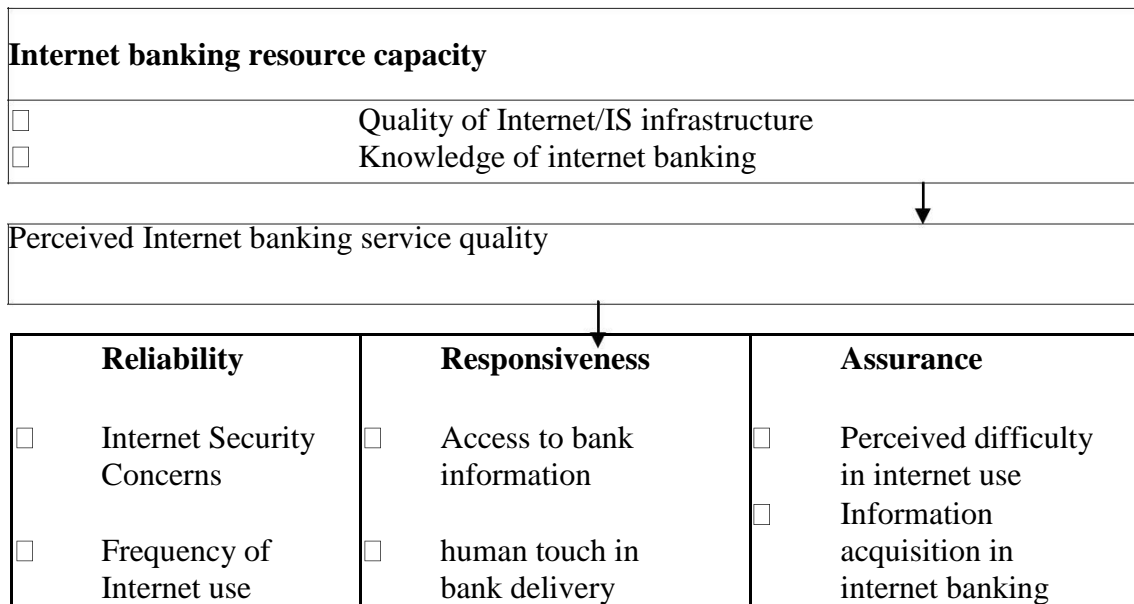 Internet banking resource capacity
Quality of Internet/IS infrastructure
Knowledge of internet banking
Perceived Internet banking service quality
Reliability
Internet Security
Concerns
Frequency of
Internet use
Responsiveness
Access to bank
information
human touch in
bank delivery
Assurance
Perceived difficulty
in internet use
Information
acquisition in
internet banking